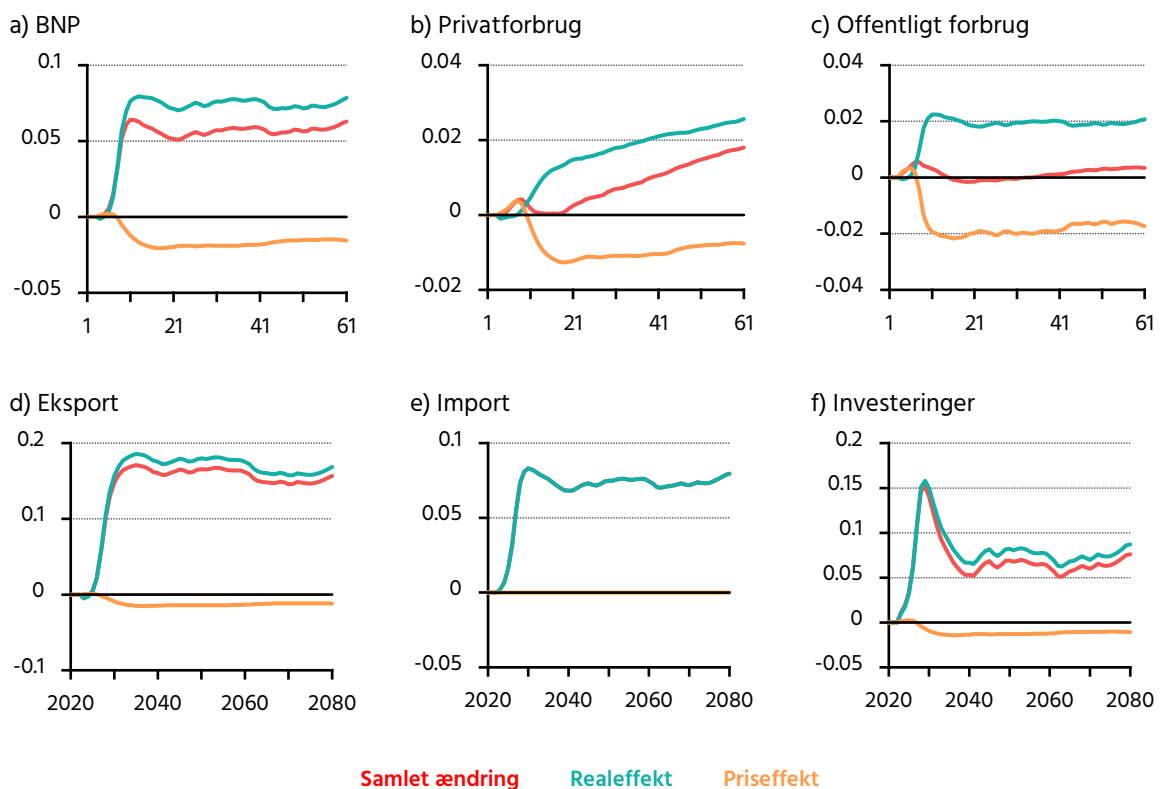 a) BNP
0.1
0.05
0
-0.05
1 21 41 61
b) Privatforbrug
0.04
0.02
0
-0.02
1 21 41 61
c) Offentligt forbrug
0.04
0.02
0
-0.02
-0.04
1 21 41 61
d) Eksport
0.2
0.1
0
-0.1
2020 2040 2060 2080
e) Import
0.1
0.05
0
-0.05
2020 2040 2060 2080
f) Investeringer
0.2
0.15
0.1
0.05
0
-0.05
2020 2040 2060 2080
Samlet ændring Realeffekt Priseffekt